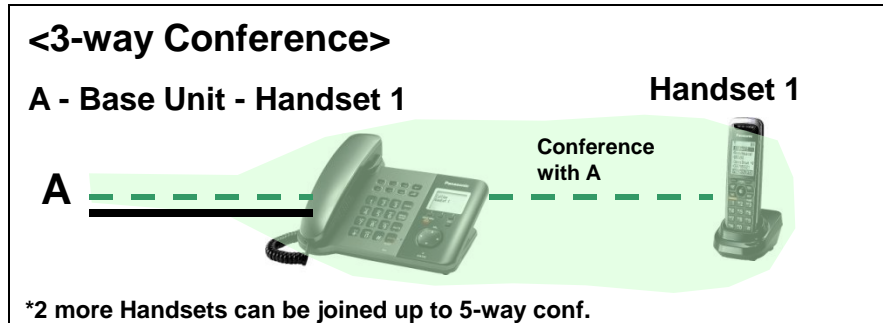 <3-way Conference>
A - Base Unit - Handset 1
Handset 1
Conference
with A
A
Panasonic
*2 more Handsets can be joined up to 5-way conf.